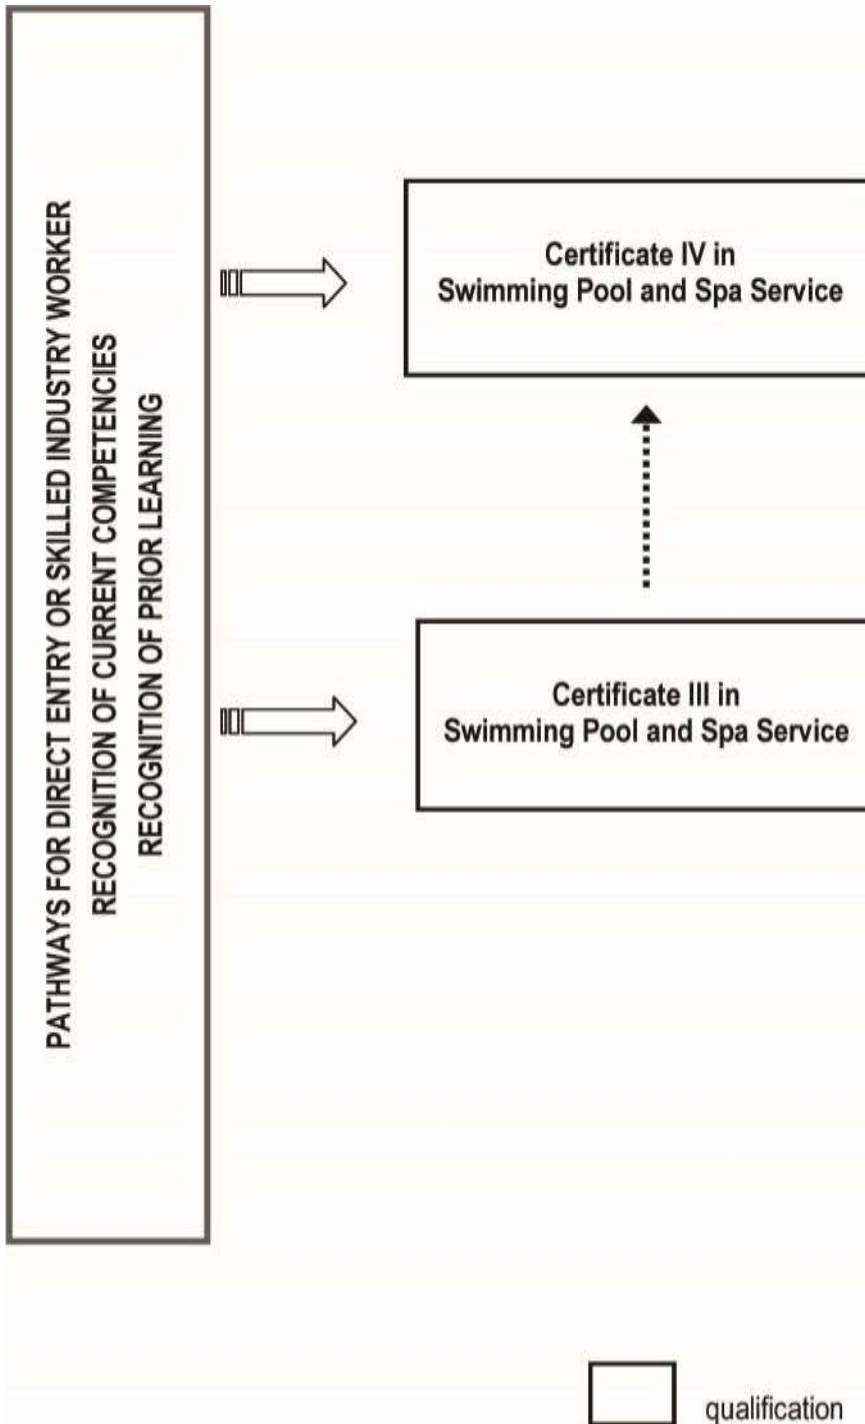 PATHWAYS FOR DIRECT ENTRY OR SKILLED INDUSTRY WORKER
RECOGNITION OF CURRENT COMPETENCIES
RECOGNITION OF PRIOR LEARNING
Certificate IV in
Swimming Pool and Spa Service
Certificate III in
Swimming Pool and Spa Service
qualification